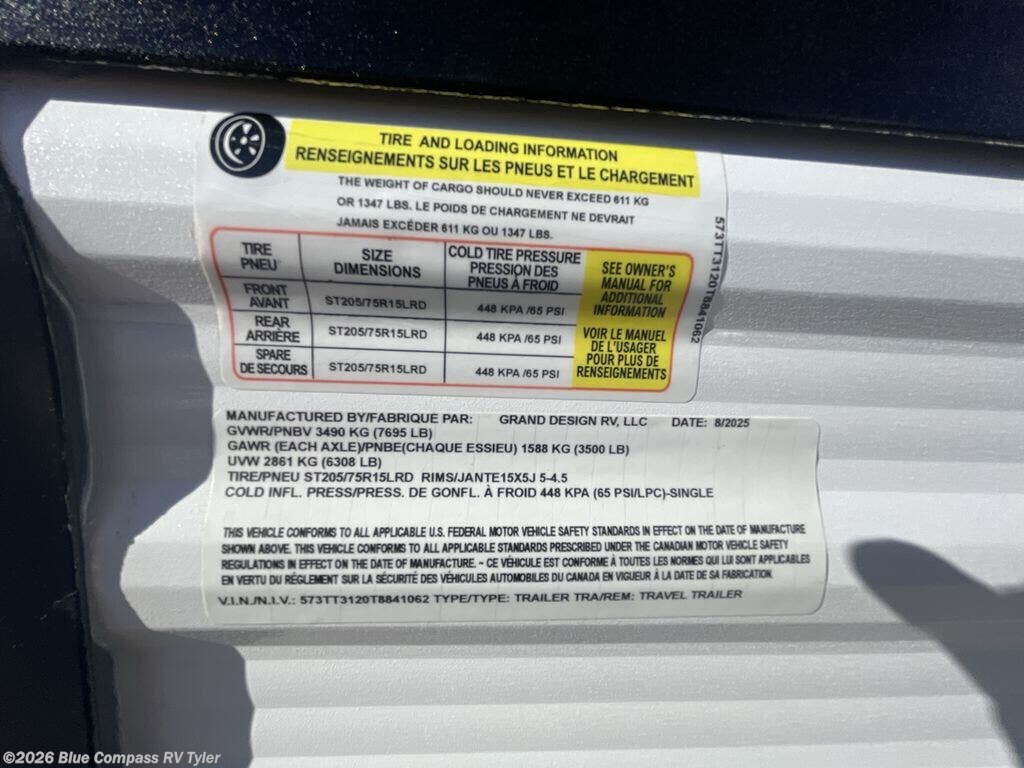 TIRE AND LOADING INFORMATION
RENSEIGNEMENTS SUR LES PNEUS ET LE CHARGEMENT
THE WEIGHT OF CARGO SHOULD NEVER EXCEED 611 KG
OR 1347 LBS. LE POIDS DE CHARGEMENT NE DEVRAIT
JAMAIS EXCÉDER 611 KG OU 1347 LBS.
TIRE
PNEU
SIZE
DIMENSIONS
COLD TIRE PRESSURE
PRESSION DES
PNEUS À FROID
SEE OWNER'S
MANUAL FOR
ADDITIONAL
INFORMATION
VOIR LE MANUEL
DE L'USAGER
POUR PLUS DE
RENSEIGNEMENTS
FRONT
AVANT
ST205/75R15LRD
448 KPA /65 PSI
REAR
ARRIÈRE
ST205/75R15LRD
448 KPA /65 PSI
SPARE
DE SECOURS
ST205/75R15LRD
448 KPA /65 PSI
573TT3120T8841062
MANUFACTURED BY/FABRIQUE PAR: GRAND DESIGN RV, LLC DATE: 8/2025
GVWR/PNBV 3490 KG (7695 LB)
GAWR (EACH AXLE)/PNBE(CHAQUE ESSIEU) 1588 KG (3500 LB)
UVW 2861 KG (6308 LB)
TIRE/PNEU ST205/75R15LRD RIMS/JANTE15X5J 5-4.5
COLD INFL. PRESS/PRESS. DE GONFL. À FROID 448 KPA (65 PSI/LPC)-SINGLE
THIS VEHICLE CONFORMS TO ALL APPLICABLE U.S. FEDERAL MOTOR VEHICLE SAFETY STANDARDS IN EFFECT ON THE DATE OF MANUFACTURE
SHOWN ABOVE. THIS VEHICLE CONFORMS TO ALL APPLICABLE STANDARDS PRESCRIBED UNDER THE CANADIAN MOTOR VEHICLE SAFETY
REGULATIONS IN EFFECT ON THE DATE OF MANUFACTURE. ~ CE VÉHICULE EST CONFORME À TOUTES LES NORMES QUI LUI SONT APPLICABLES
EN VERTU DU RÉGLEMENT SUR LA SÉCURITÉ DES VÉHICULES AUTOMOBILES DU CANADA EN VIGUEUR À LA DATE DE SA FABRICATION.
V.I.N./N.I.V.: 573TT3120T8841062 TYPE/TYPE: TRAILER TRA/REM: TRAVEL TRAILER
©2026 Blue Compass RV Tyler